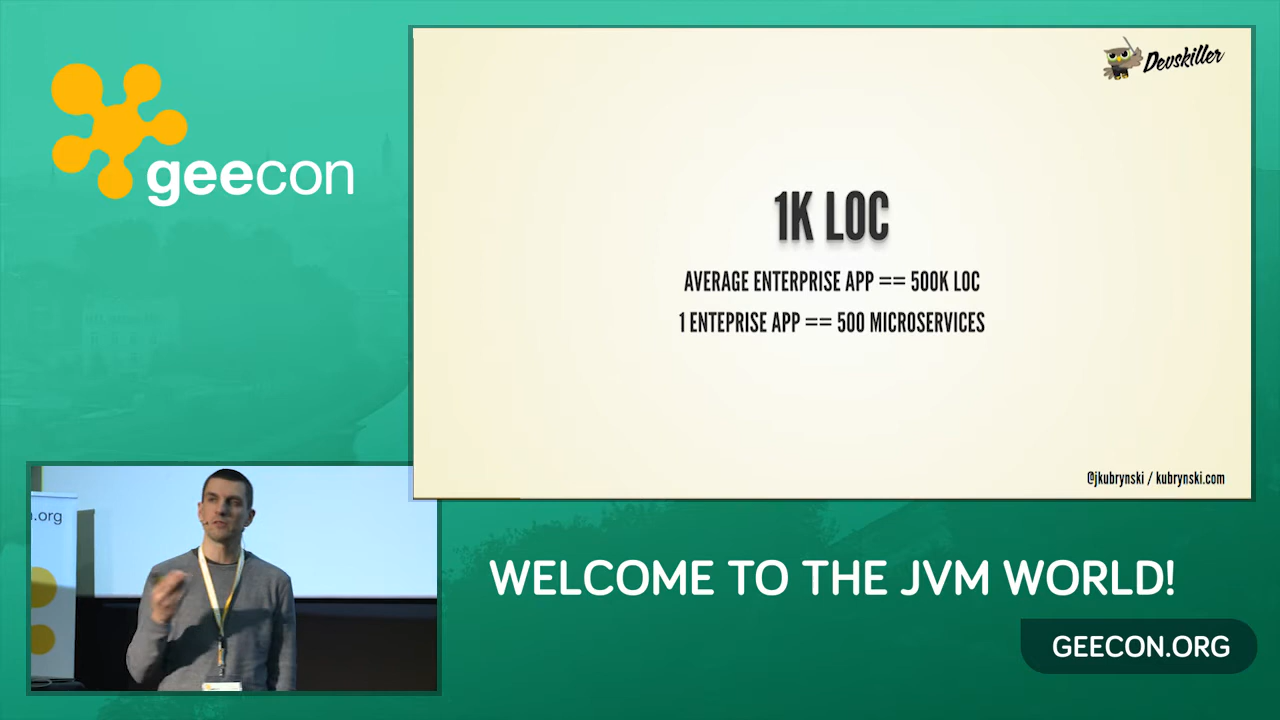 geecon
Devskiller
1K LOC
AVERAGE ENTERPRISE APP == 500K LOC
1 ENTEPRISE APP == 500 MICROSERVICES
@jkubrynski / kubrynski.com
.org
WELCOME TO THE JVM WORLD!
GEECON.ORG